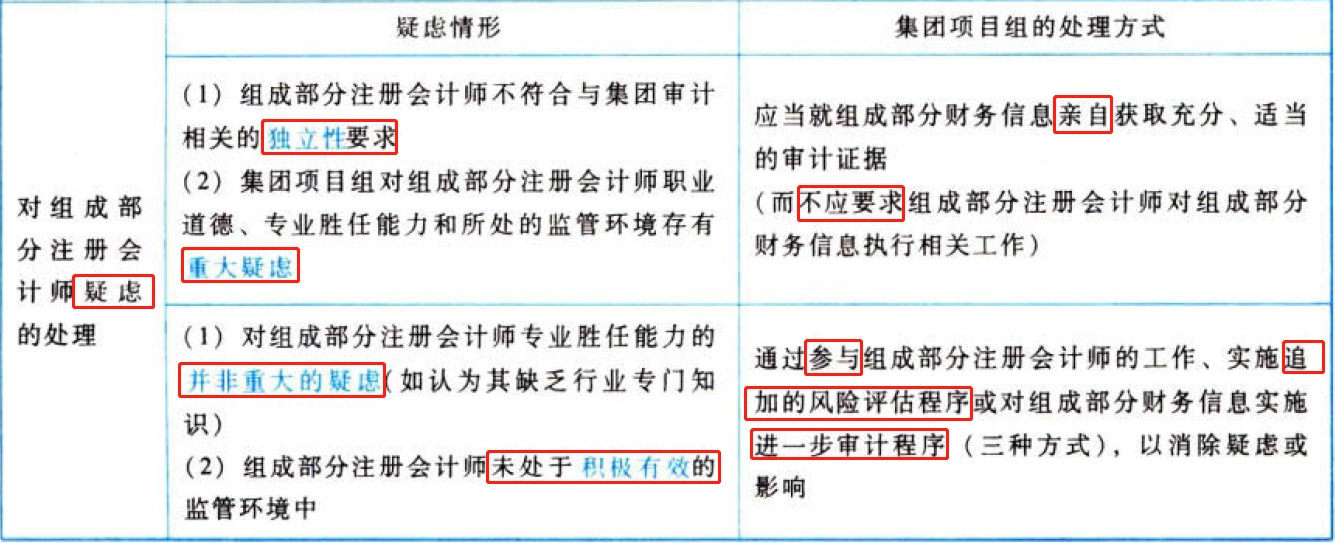 疑虑情形
集团项目组的处理方式
对组成部
分注册会
计师疑虑
的处理
(1) 组成部分注册会计师不符合与集团审计
相关的独立性要求
(2) 集团项目组对组成部分注册会计师职业
道德、专业胜任能力和所处的监管环境存有
重大疑虑
应当就组成部分财务信息亲自获取充分、适当
的审计证据
(而不应要求组成部分注册会计师对组成部分
财务信息执行相关工作)
(1) 对组成部分注册会计师专业胜任能力的
并非重大的疑虑(如认为其缺乏行业专门知
识)
(2) 组成部分注册会计师未处于积极有效的
监管环境中
通过参与组成部分注册会计师的工作、实施追
加的风险评估程序或对组成部分财务信息实施
进一步审计程序 (三种方式), 以消除疑虑或
影响